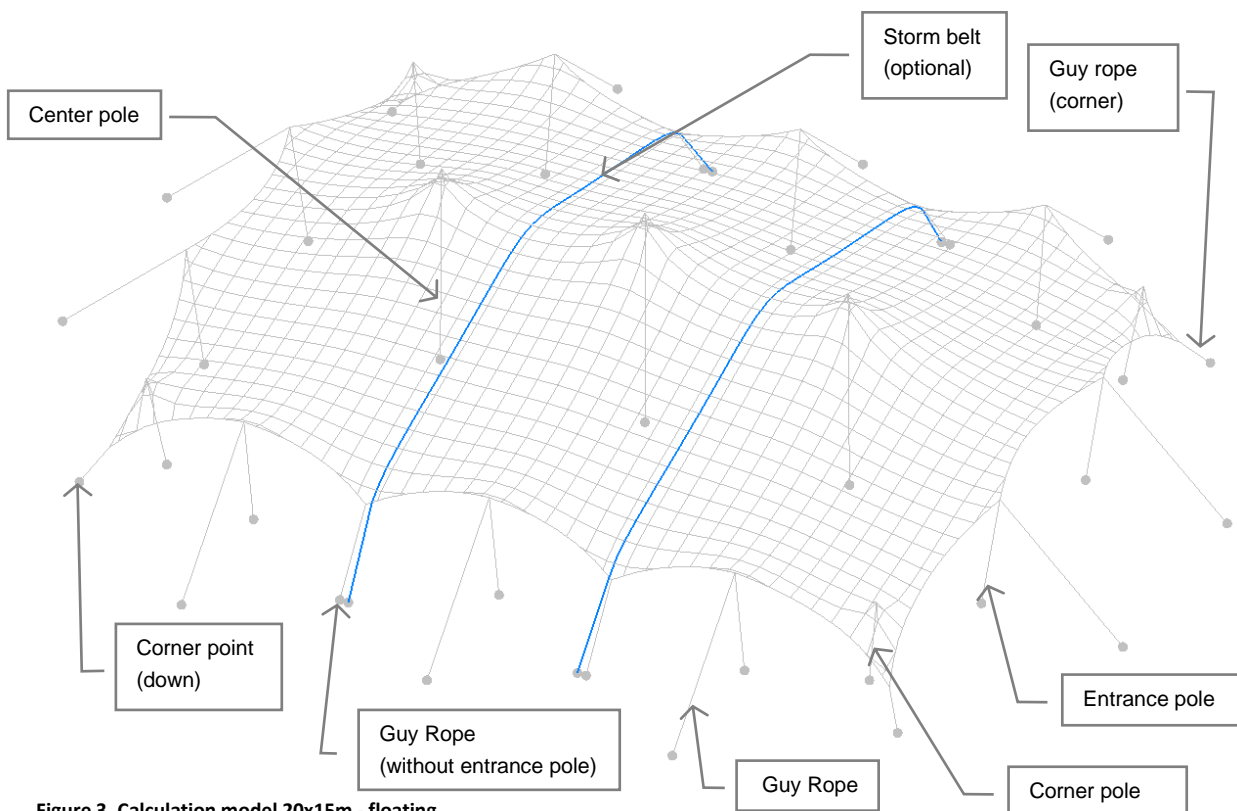 Storm belt
(optional)
Guy rope
(corner)
Center pole
Corner point
(down)
Guy Rope
(without entrance pole)
Guy Rope
Entrance pole
Corner pole
Figure 3. Calculation model 20x15m - floating